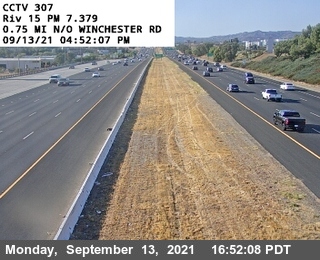 CCTV 307
Riv 15 PM 7.379
0.75 MI N/O WINCHESTER RD
09/13/21 04:52:07 PM
Monday, September 13, 2021 16:52:08 PDT